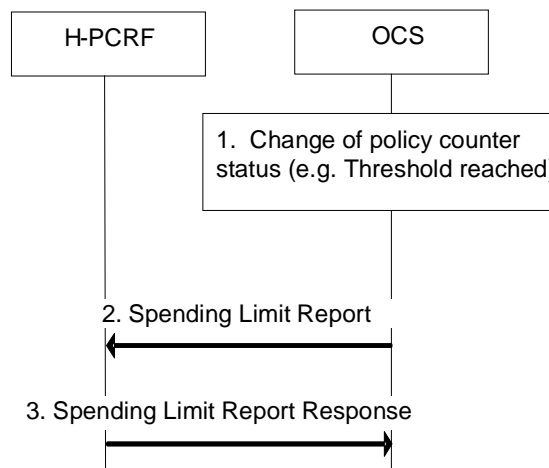 H-PCRF
OCS
1. Change of policy counter
status (e.g. Threshold reached)
2. Spending Limit Report
3. Spending Limit Report Response